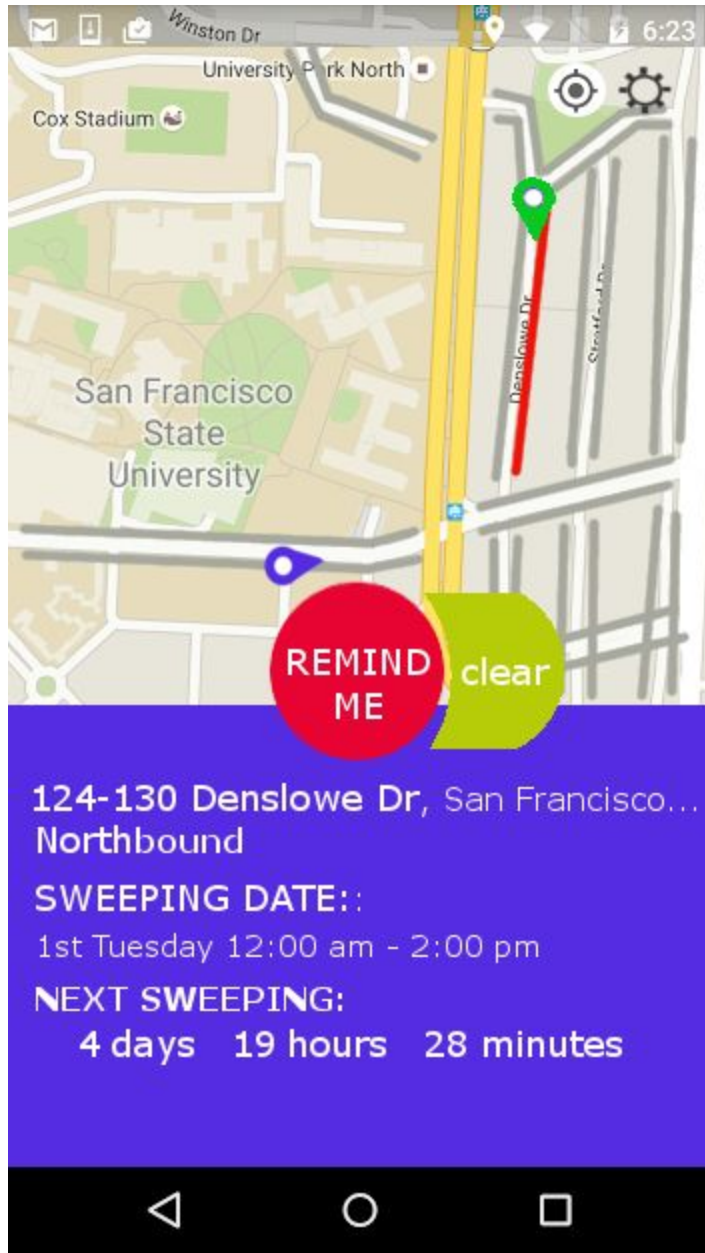 Winston Dr
6:23
University Park North
Cox Stadium
Denslowe Dr
Stratford Dr
San Francisco
State
University
REMIND
ME
clear
124-130 Denslowe Dr, San Francisco...
Northbound
SWEEPING DATE::
1st Tuesday 12:00 am - 2:00 pm
NEXT SWEEPING:
4 days 19 hours 28 minutes